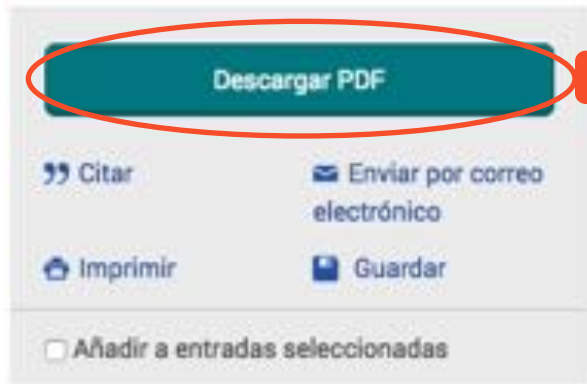 Descargar PDF
Citar
Enviar por correo
electrónico
Imprimir
Guardar
Añadir a entradas seleccionadas